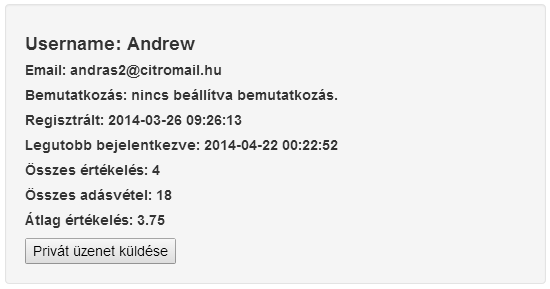 Username: Andrew
Email: andras2@citromail.hu
Bemutatkozás: nincs beállítva bemutatkozás.
Regisztrált: 2014-03-26 09:26:13
Legutobb bejelentkezve: 2014-04-22 00:22:52
Összes értékelés: 4
Összes adásvétel: 18
Átlag értékelés: 3.75
Privát üzenet küldése